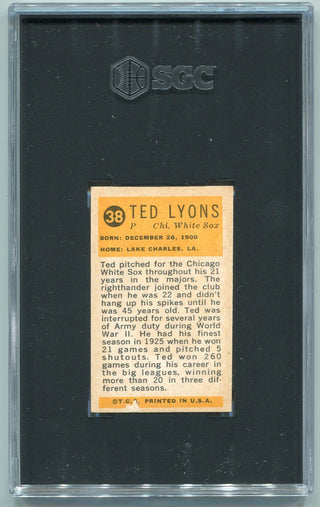 SGC
38 TED LYONS
P Chi. White Sox
BORN: DECEMBER 26, 1900
HOME: LAKE CHARLES, LA.
Ted pitched for the Chicago
White Sox throughout his 21
years in the majors. The
righthander joined the club
when he was 22 and didn't
hang up his spikes until he
was 45 years old. Ted was
interrupted for several years
of Army duty during World
War II. He had his finest
season in 1925 when he won
21 games and pitched 5
shutouts. Ted won 260
games during his career in
the big leagues, winning
more than 20 in three dif-
ferent seasons.
©T.C.G. PRINTED IN U.S.A.